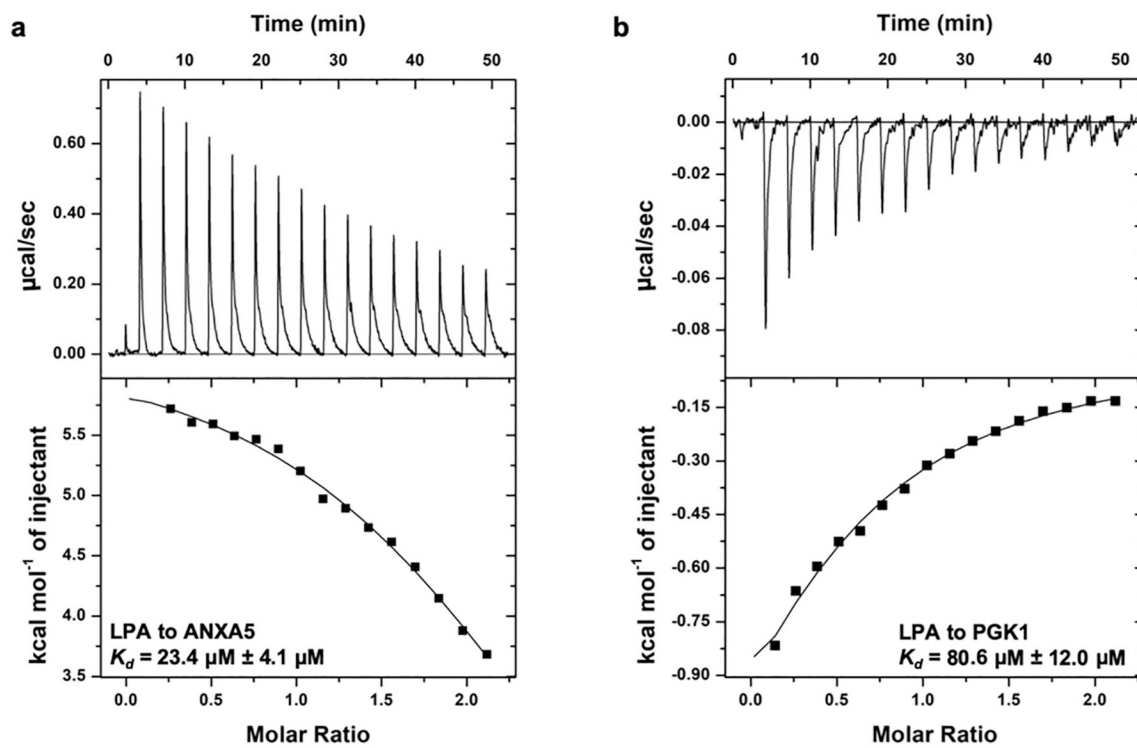 a
Time (min)
0 10 20 30 40 50
0.60
0.40
0.20
0.00
µcal/sec
5.5
5.0
4.5
4.0
3.5
kcal mol⁻¹ of injectant
LPA to ANXA5
K_d = 23.4 µM ± 4.1 µM
0.0 0.5 1.0 1.5 2.0
Molar Ratio
b
Time (min)
0 10 20 30 40 50
0.00
-0.02
-0.04
-0.06
-0.08
µcal/sec
-0.15
-0.30
-0.45
-0.60
-0.75
-0.90
kcal mol⁻¹ of injectant
LPA to PGK1
K_d = 80.6 µM ± 12.0 µM
0.0 0.5 1.0 1.5 2.0
Molar Ratio